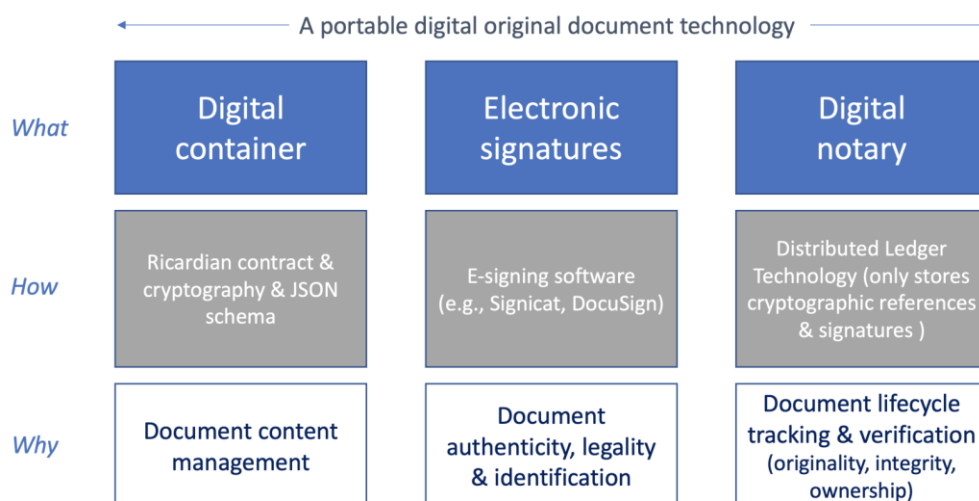 A portable digital original document technology
What
Digital
container
Electronic
signatures
Digital
notary
How
Ricardian contract &
cryptography & JSON
schema
E-signing software
(e.g., Signicat, DocuSign)
Distributed Ledger
Technology (only stores
cryptographic references
& signatures )
Why
Document content
management
Document
authenticity, legality
& identification
Document lifecycle
tracking & verification
(originality, integrity,
ownership)